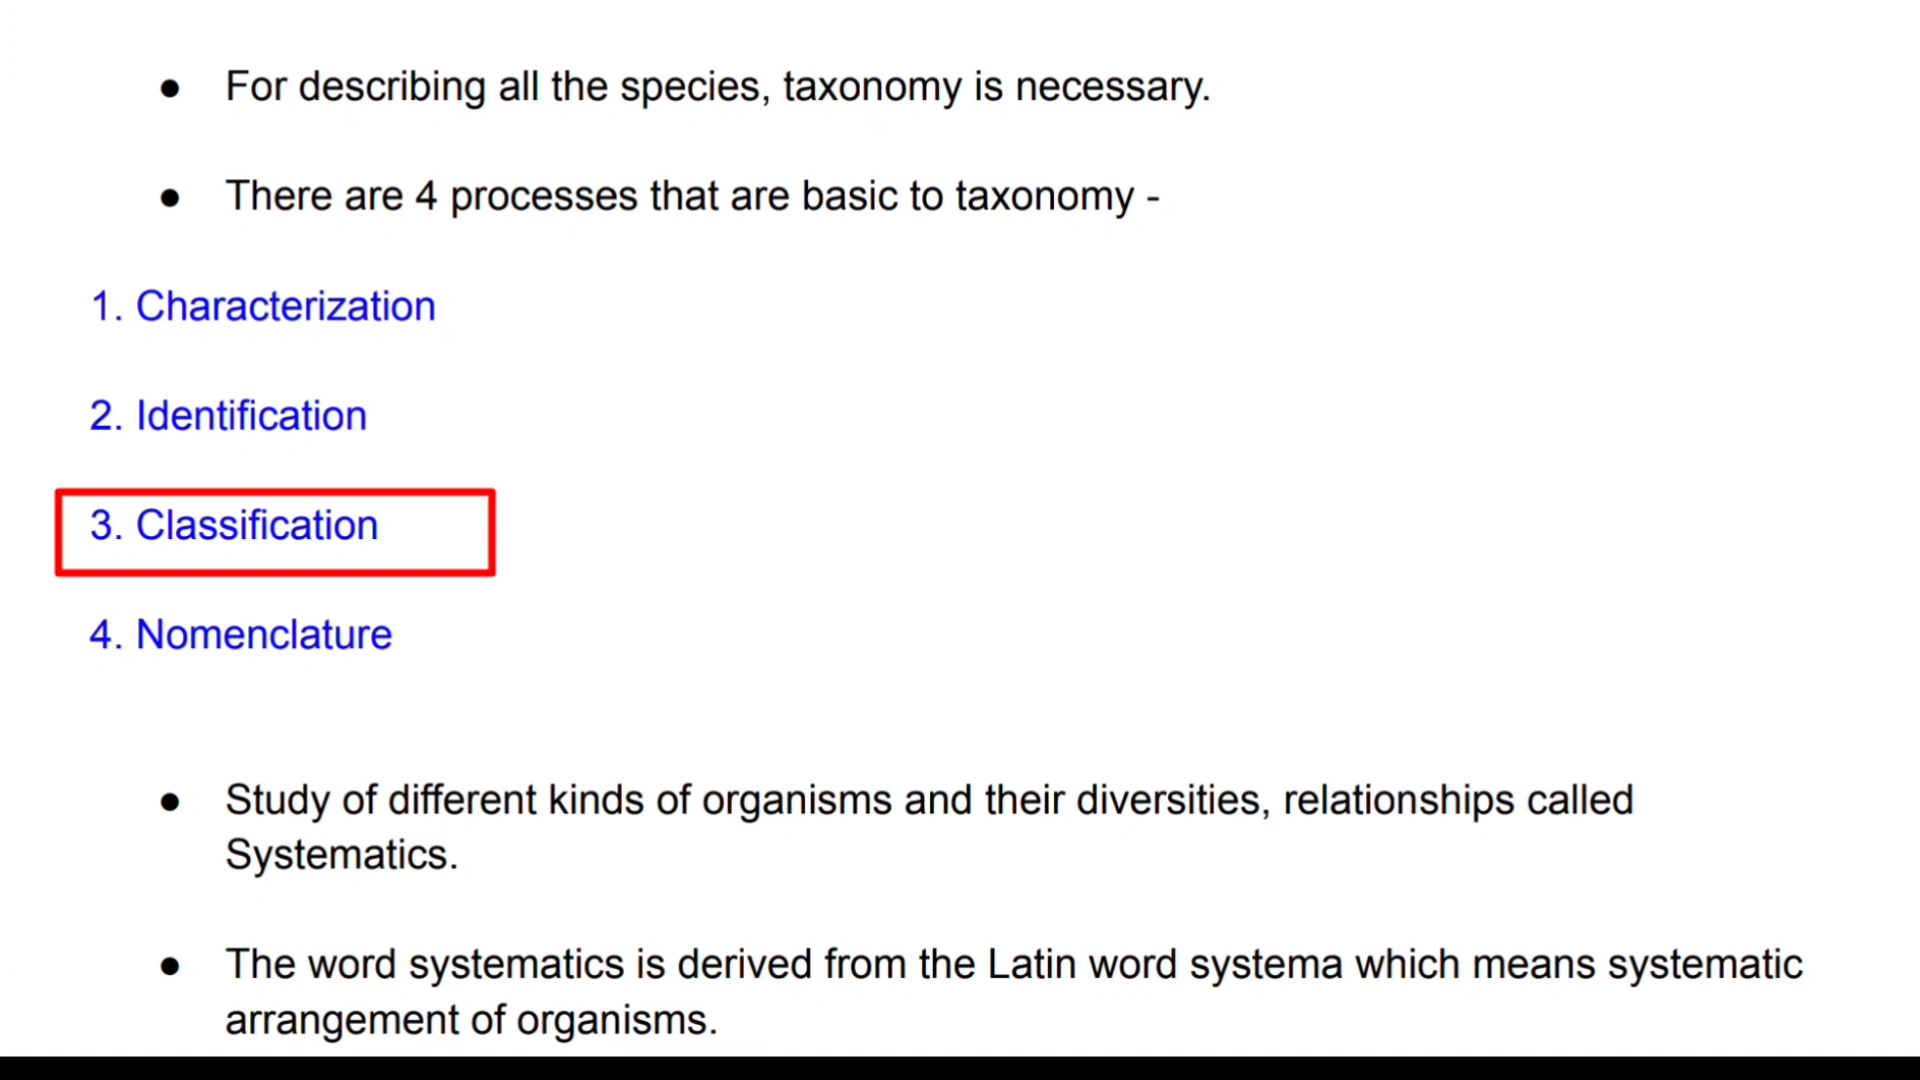 ● For describing all the species, taxonomy is necessary.
● There are 4 processes that are basic to taxonomy -
1. Characterization
2. Identification
3. Classification
4. Nomenclature
● Study of different kinds of organisms and their diversities, relationships called
Systematics.
● The word systematics is derived from the Latin word systema which means systematic
arrangement of organisms.